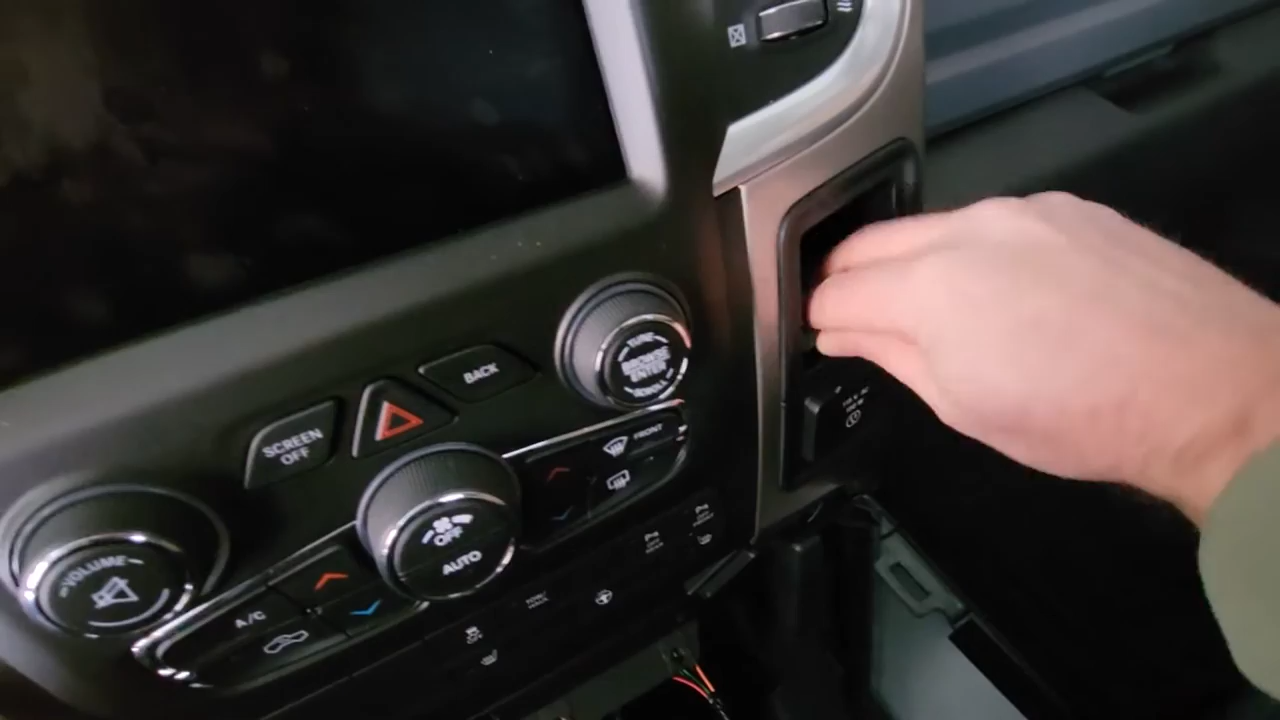 BACK
TUNE
BROWSE
ENTER
SCROLL
SCREEN
OFF
FRONT
OFF
AUTO
VOLUME
A/C